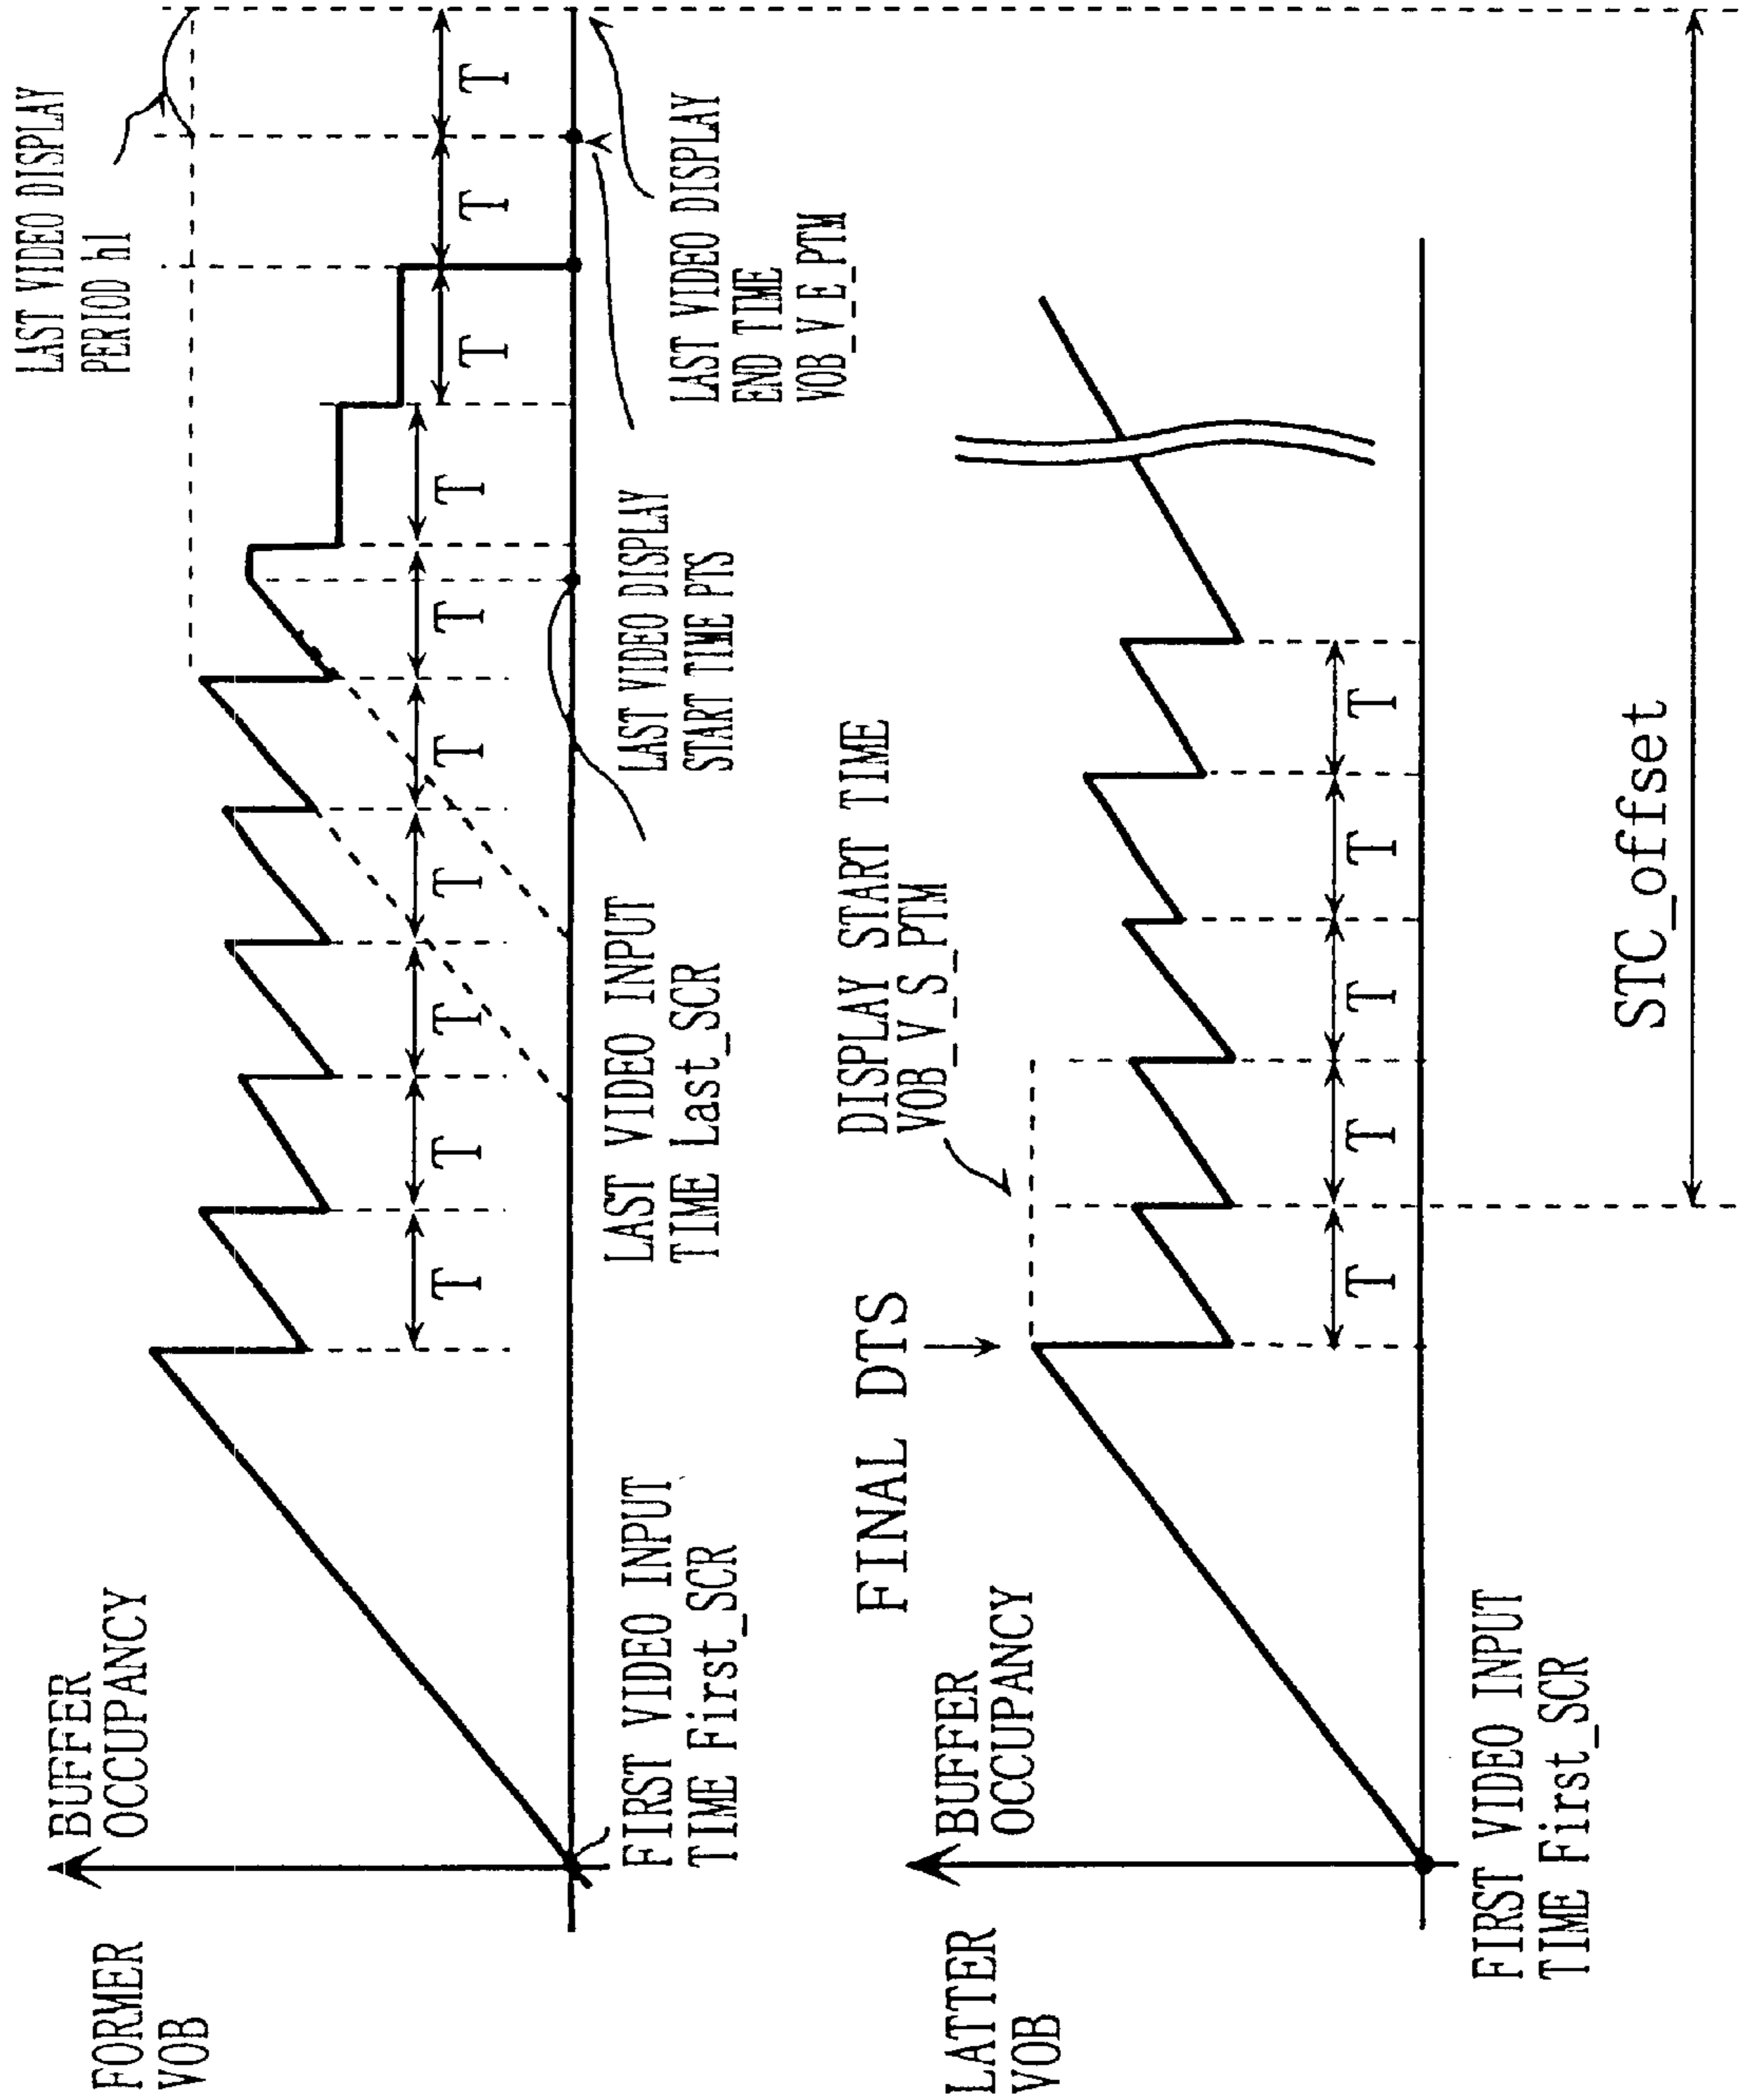 FORMER
VOB
BUFFER
OCCUPANCY
LAST VIDEO DISPLAY
PERIOD h1
T
T
T
T
T
T
T
T
T
T
FIRST VIDEO INPUT
TIME First_SCR
LAST VIDEO INPUT
TIME Last_SCR
LAST VIDEO DISPLAY
START TIME PTS
LAST VIDEO DISPLAY
END TIME
VOB_V_E_PTM
LATTER
VOB
BUFFER
OCCUPANCY
FINAL DTS
DISPLAY START TIME
VOB_V_S_PTM
T
T
T
T
T
FIRST VIDEO INPUT
TIME First_SCR
STC_offset